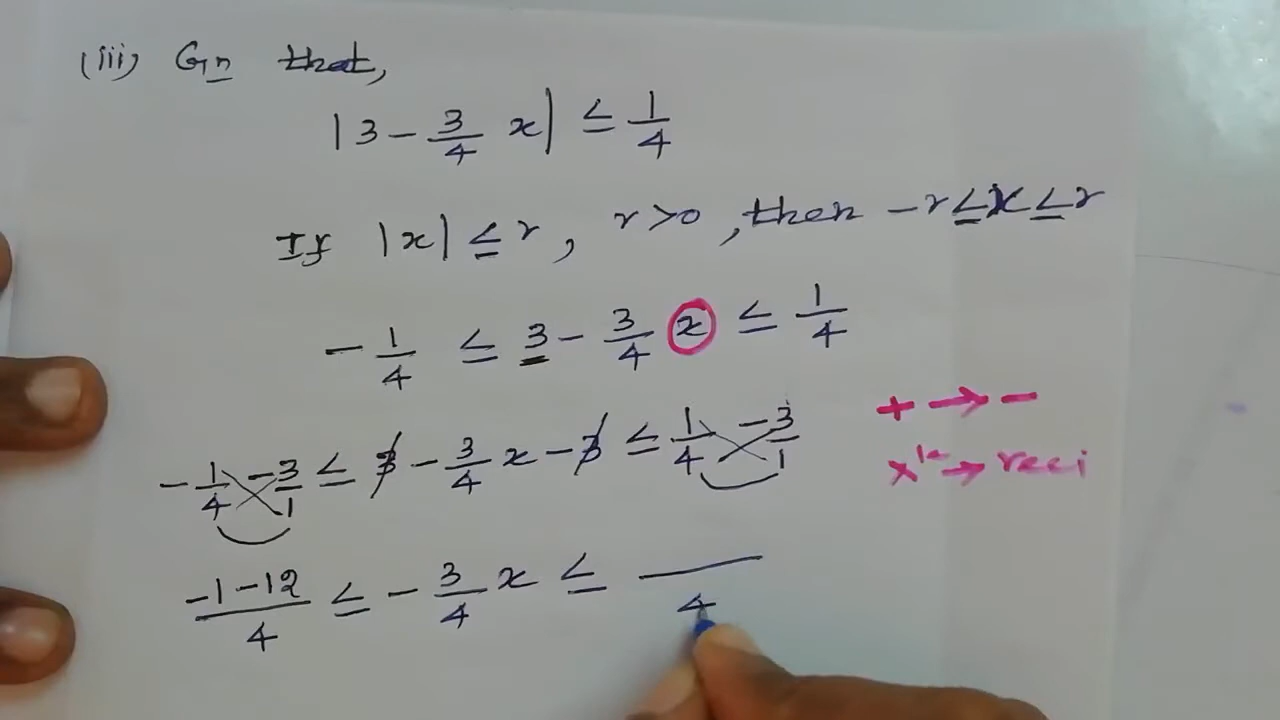 (iii) Gn that,
|3 - 3/4 x| ≤ 1/4
If |x| ≤ r, r>0, then -r ≤ x ≤ r
- 1/4 ≤ 3 - 3/4 x ≤ 1/4
+ → -
- 1/4 - 3/1 ≤ 3 - 3/4 x - 3 ≤ 1/4 - 3/1
x^le → reci
-1-12/4 ≤ - 3/4 x ≤ /4